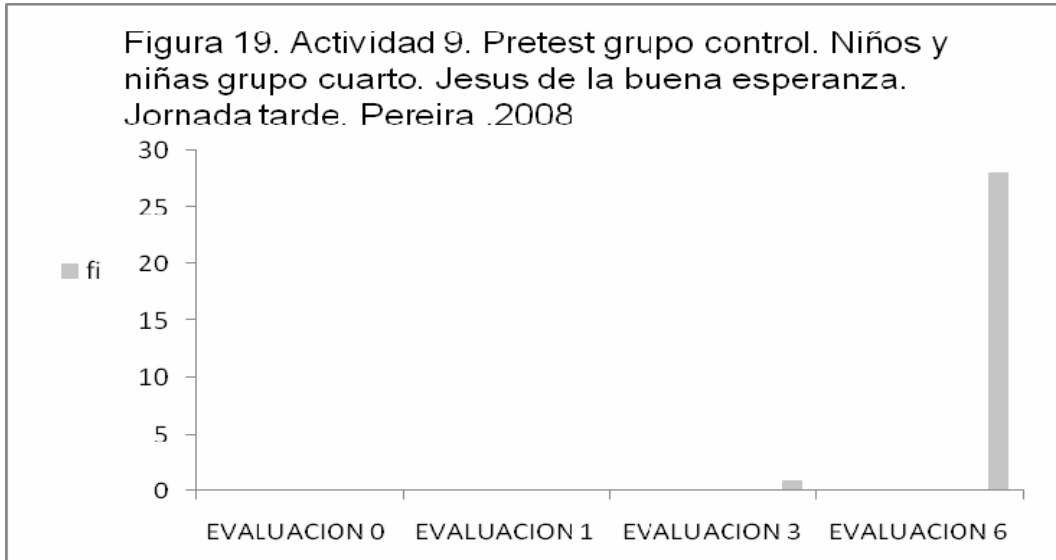 Figura 19. Actividad 9. Pretest grupo control. Niños y
niñas grupo cuarto. Jesus de la buena esperanza.
Jornada tarde. Pereira .2008
30
25
20
15
10
5
0
fi
EVALUACION 0 EVALUACION 1 EVALUACION 3 EVALUACION 6